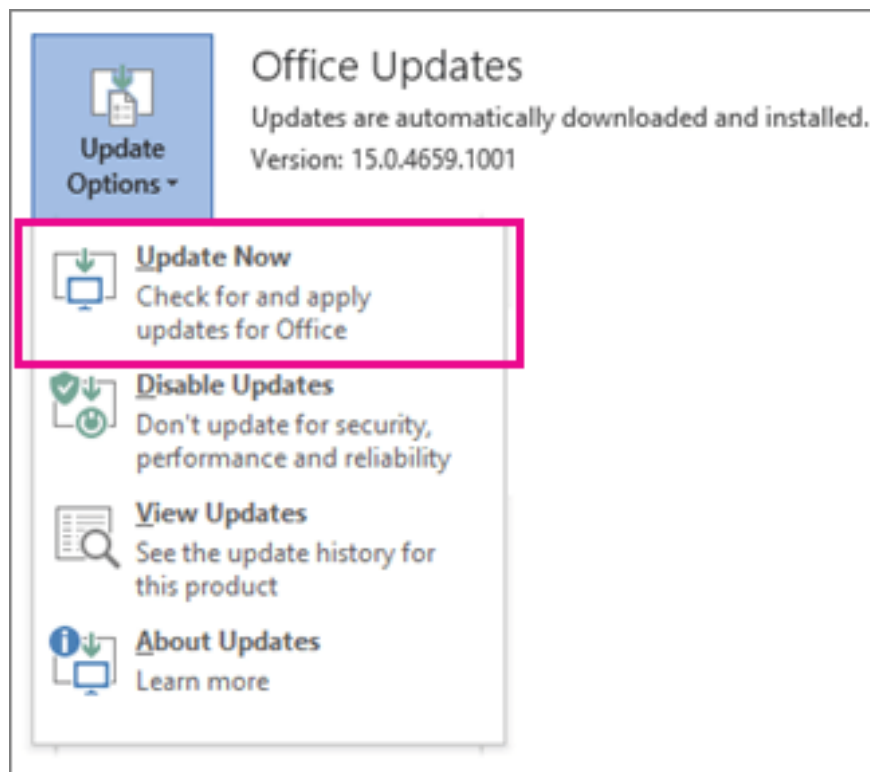 Office Updates
Updates are automatically downloaded and installed.
Version: 15.0.4659.1001
Update
Options
Update Now
Check for and apply
updates for Office
Disable Updates
Don't update for security,
performance and reliability
View Updates
See the update history for
this product
About Updates
Learn more